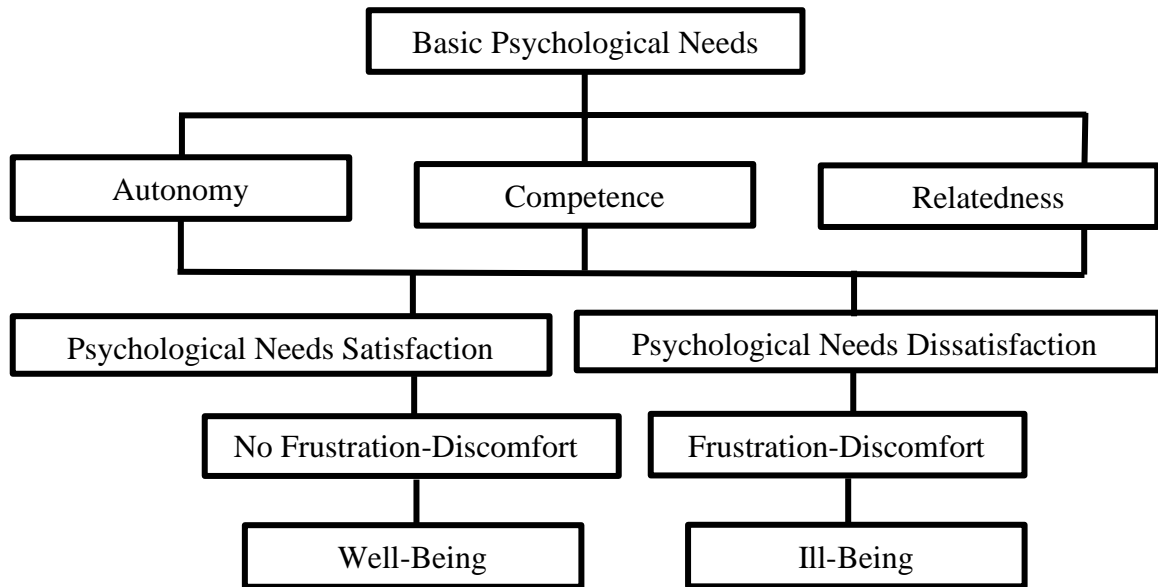 Basic Psychological Needs
Autonomy
Competence
Relatedness
Psychological Needs Satisfaction
Psychological Needs Dissatisfaction
No Frustration-Discomfort
Frustration-Discomfort
Well-Being
Ill-Being